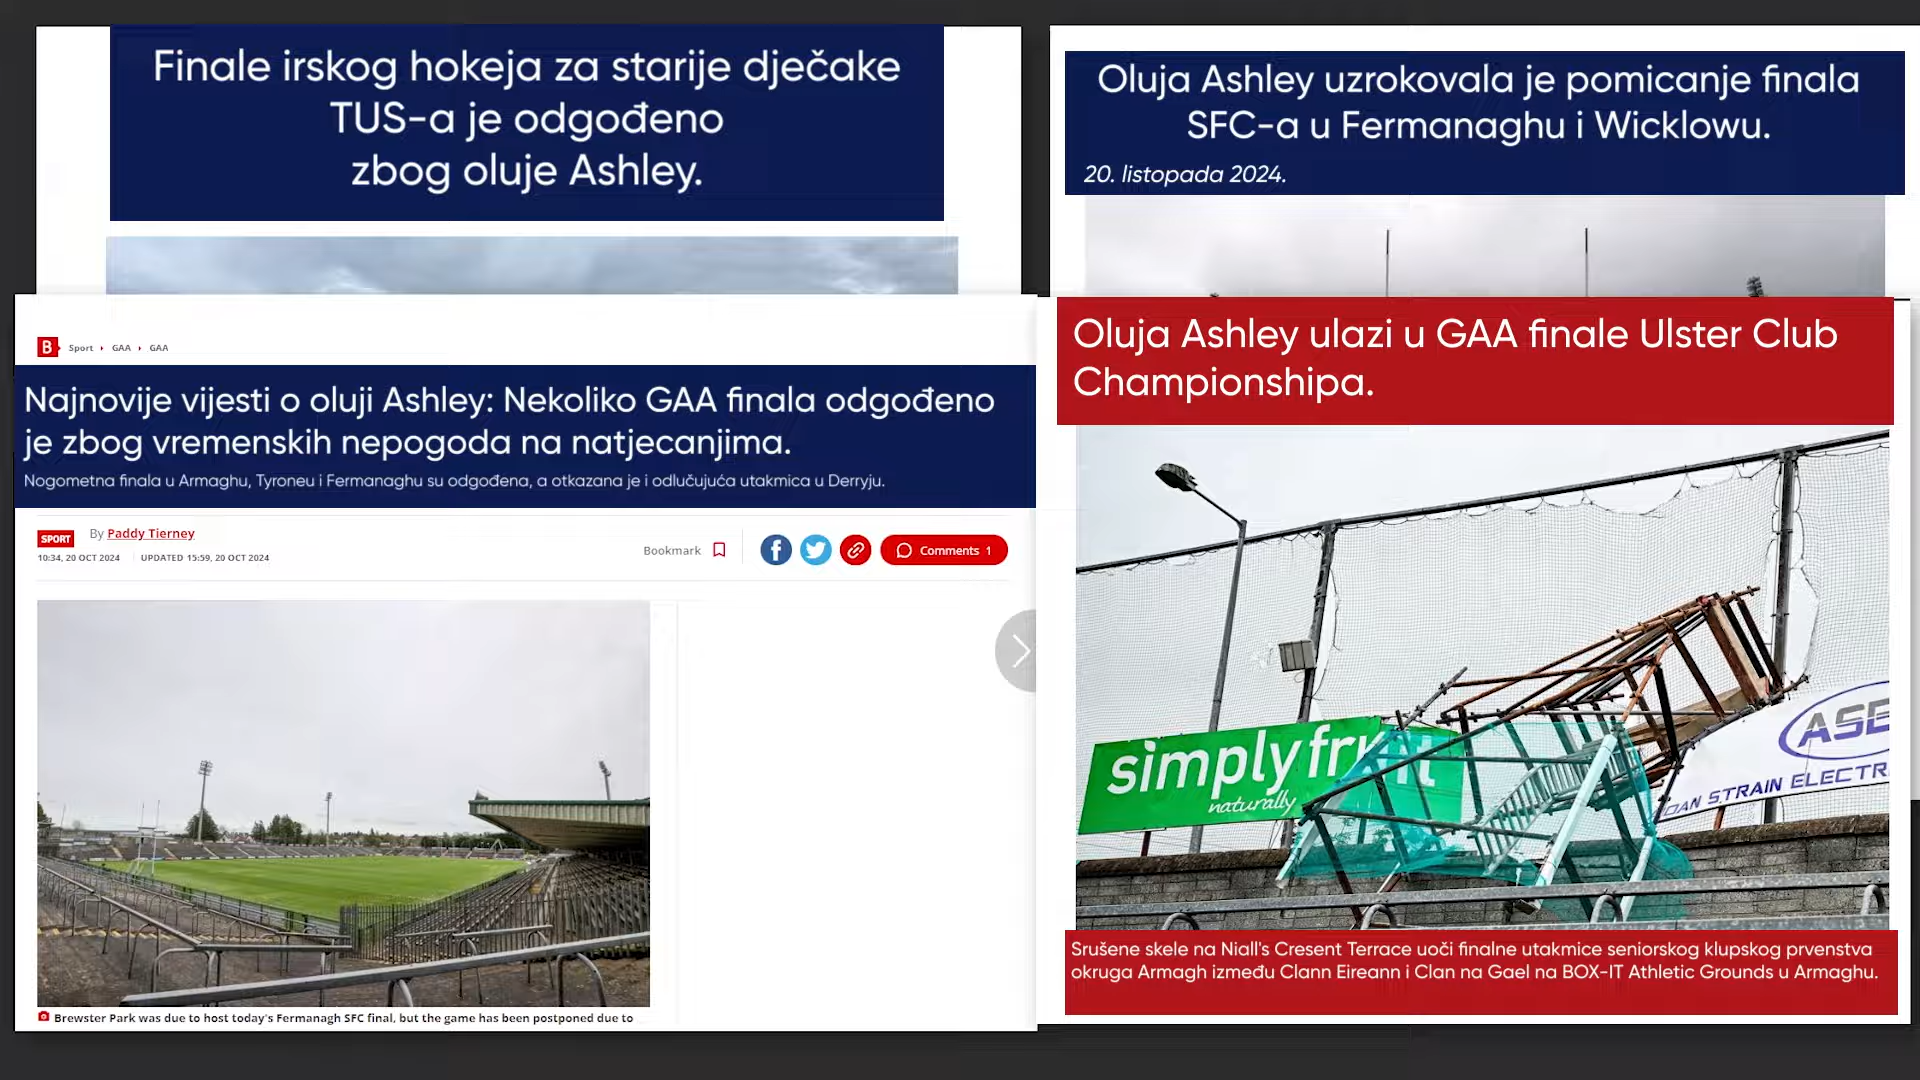 Finale irskog hokeja za starije dječake
TUS-a je odgođeno
zbog oluje Ashley.
Oluja Ashley uzrokovala je pomicanje finala
SFC-a u Fermanaghu i Wicklowu.
20. listopada 2024.
B Sport GAA GAA
Najnovije vijesti o oluji Ashley: Nekoliko GAA finala odgođeno
je zbog vremenskih nepogoda na natjecanjima.
Nogometna finala u Armaghu, Tyroneu i Fermanaghu su odgođena, a otkazana je i odlučujuća utakmica u Derryju.
SPORT By Paddy Tierney
10:34, 20 OCT 2024 UPDATED 15:59, 20 OCT 2024
Bookmark
Comments 1
Brewster Park was due to host today's Fermanagh SFC final, but the game has been postponed due to
Oluja Ashley ulazi u GAA finale Ulster Club
Championshipa.
simply
naturally
ASE
DAN STRAIN ELECTR
Srušene skele na Niall's Cresent Terrace uoči finalne utakmice seniorskog klupskog prvenstva
okruga Armagh između Clann Eireann i Clan na Gael na BOX-IT Athletic Grounds u Armaghu.